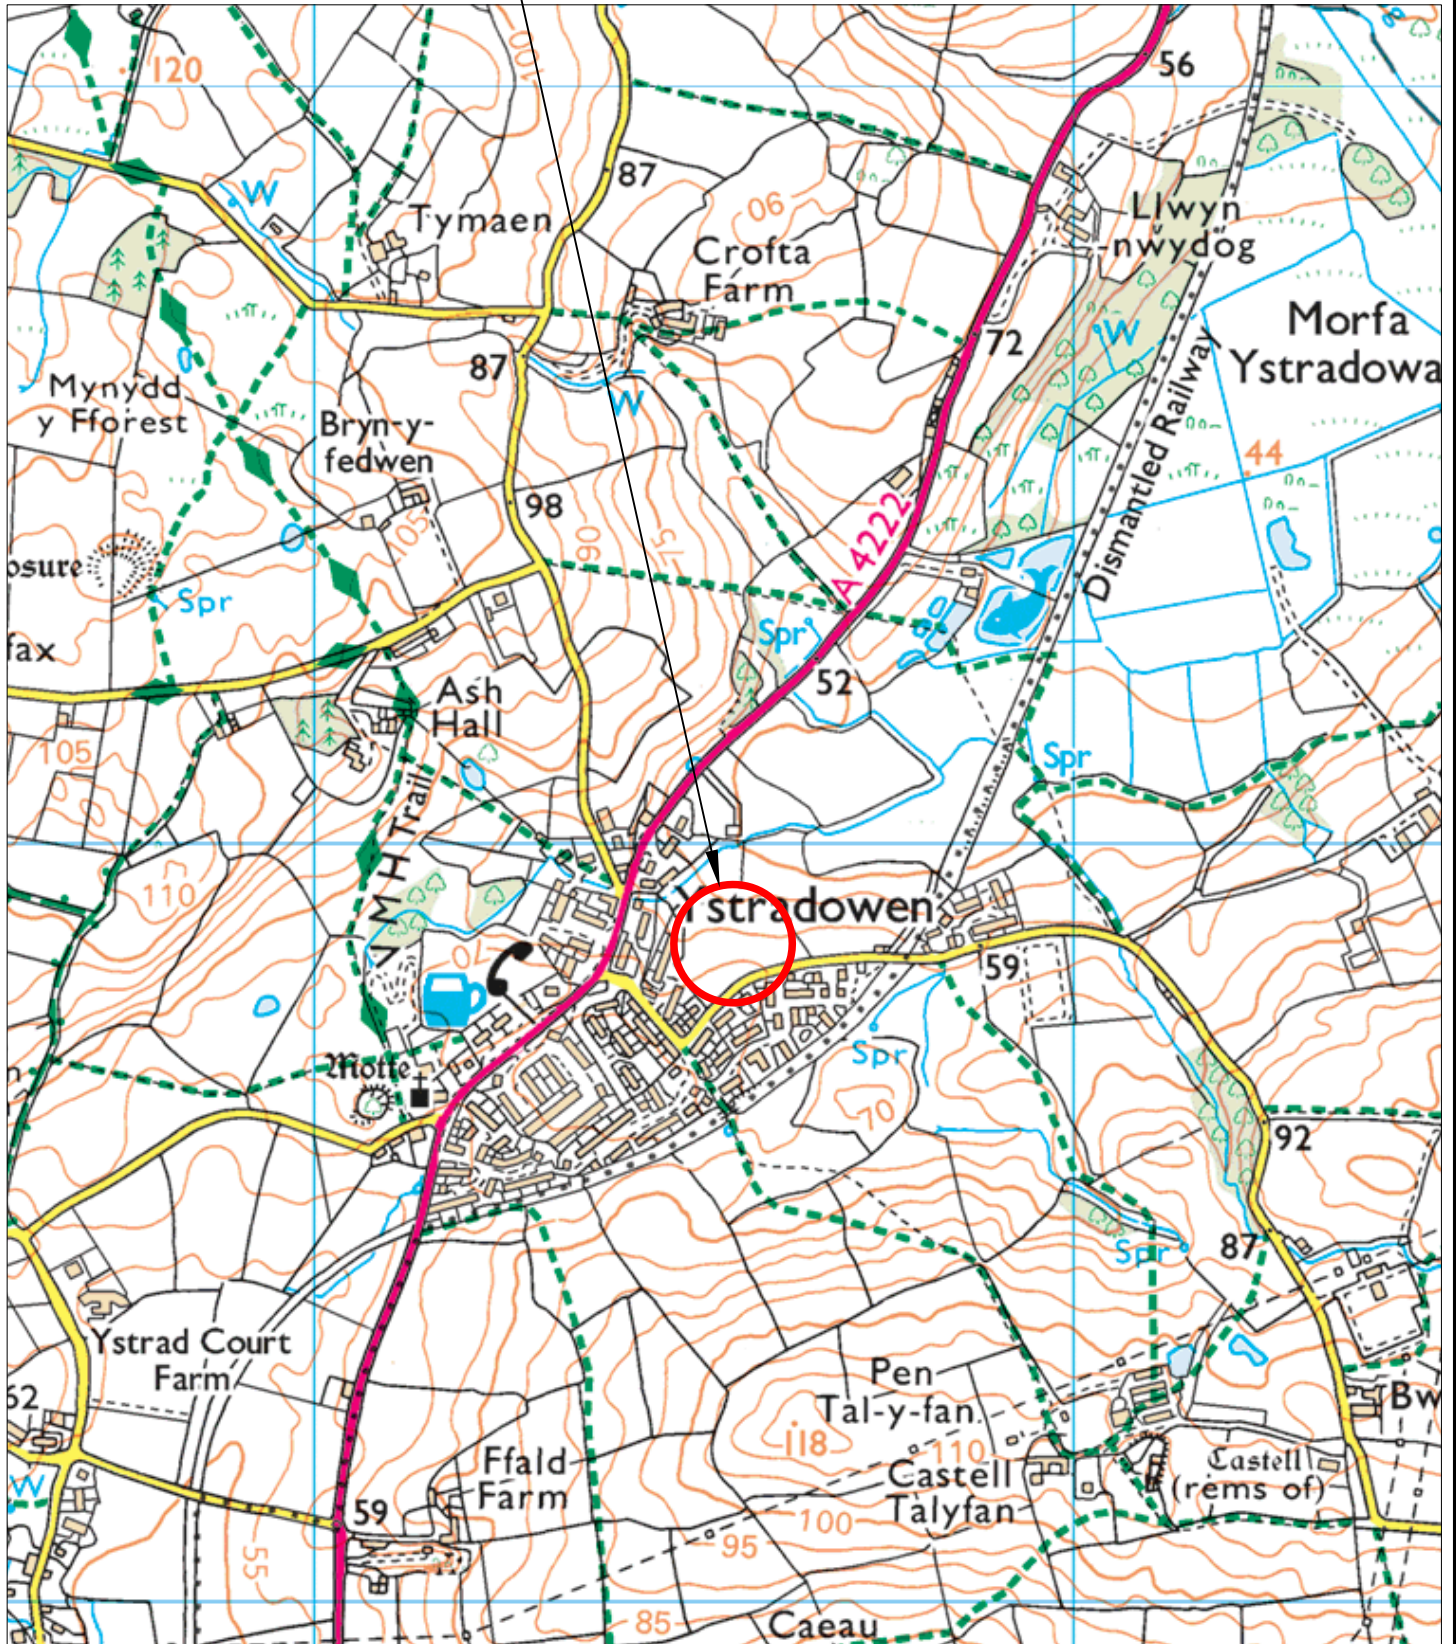 120
100
56
87
W
Tymaen
90
Llwyn
-nwydog
Crofta
Farm
Morfa
Ystradowa
W
72
87
Mynydd
y Fforest
W
Bryn-y-
fedwen
Dismantled Railway
44
98
105
90
75
A 4222
osure
Spr
Spr
fax
52
Ash
Hall
105
Spr
V M H Trail
110
Ystradowen
70
59
Spr
Motte
70
n
92
87
Spr
Ystrad Court
Farm
Pen
Tal-y-fan
62
118
Bw
110
Ffald
Farm
Castell
Talyfan
Castell
(rems of)
W
59
100
95
55
85
Caeau